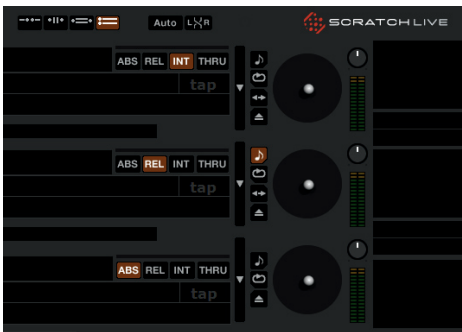 Auto L R SCRATCH LIVE
ABS REL INT THRU
tap
ABS REL INT THRU
tap
ABS REL INT THRU
tap